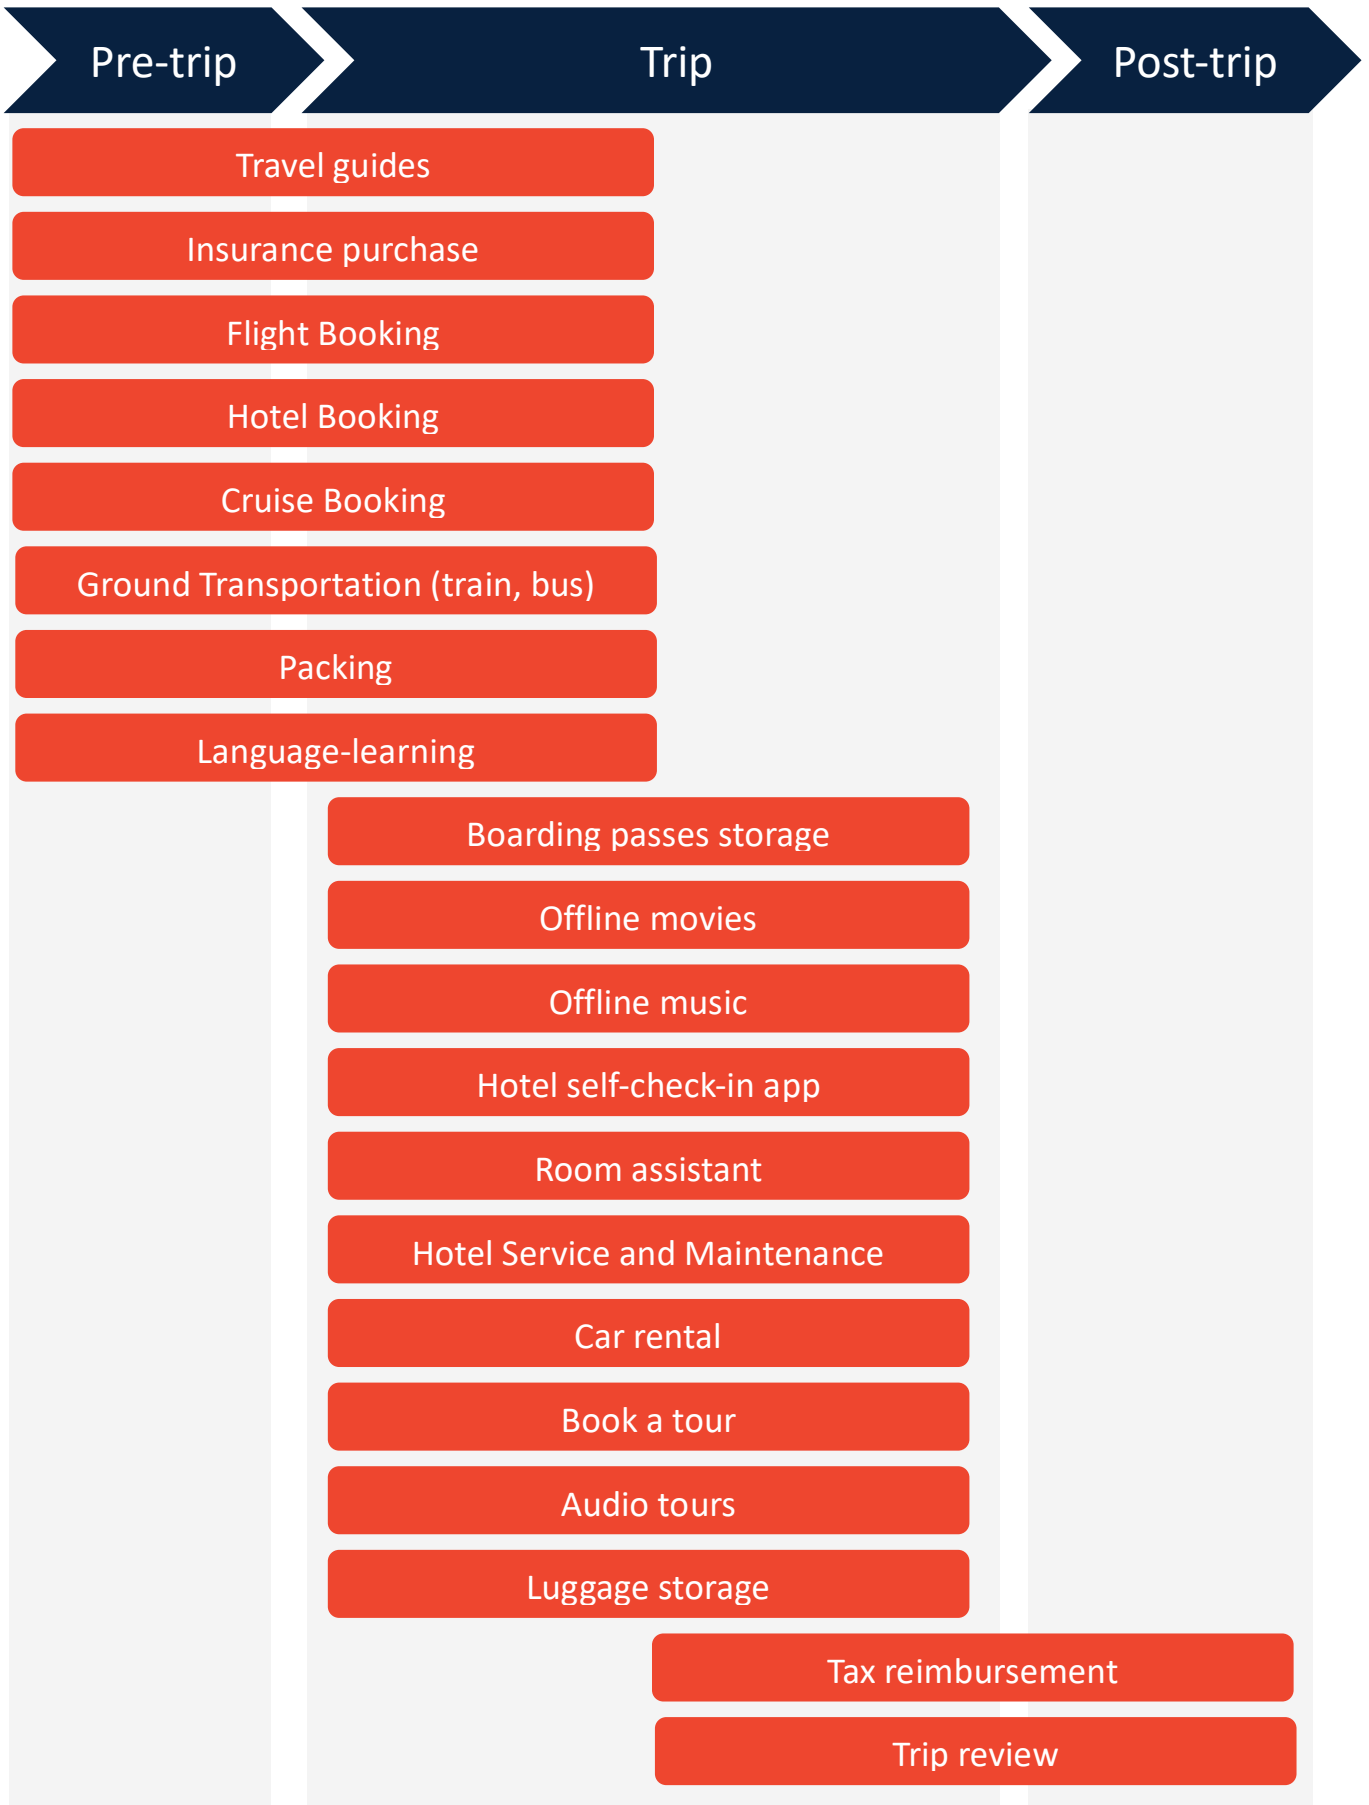 Pre-trip
Trip
Post-trip
Travel guides
Insurance purchase
Flight Booking
Hotel Booking
Cruise Booking
Ground Transportation (train, bus)
Packing
Language-learning
Boarding passes storage
Offline movies
Offline music
Hotel self-check-in app
Room assistant
Hotel Service and Maintenance
Car rental
Book a tour
Audio tours
Luggage storage
Tax reimbursement
Trip review